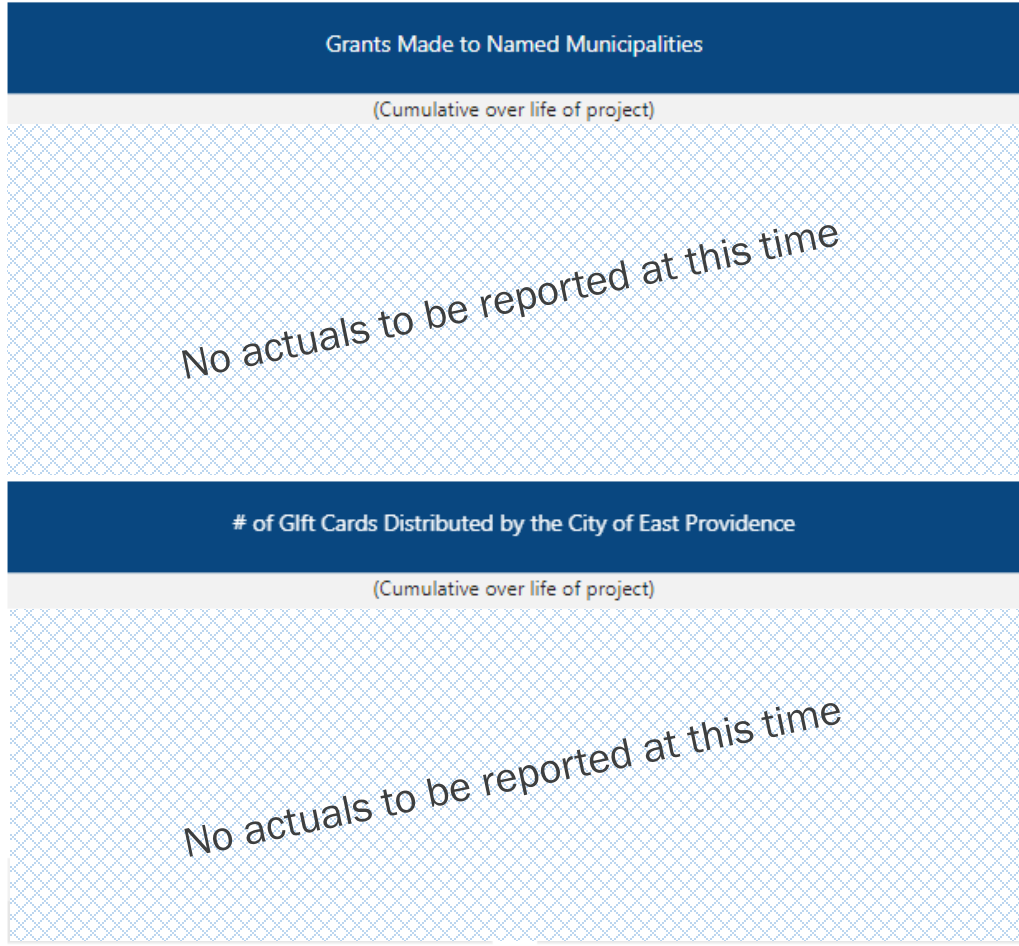 Grants Made to Named Municipalities
(Cumulative over life of project)
No actuals to be reported at this time
# of GIft Cards Distributed by the City of East Providence
(Cumulative over life of project)
No actuals to be reported at this time